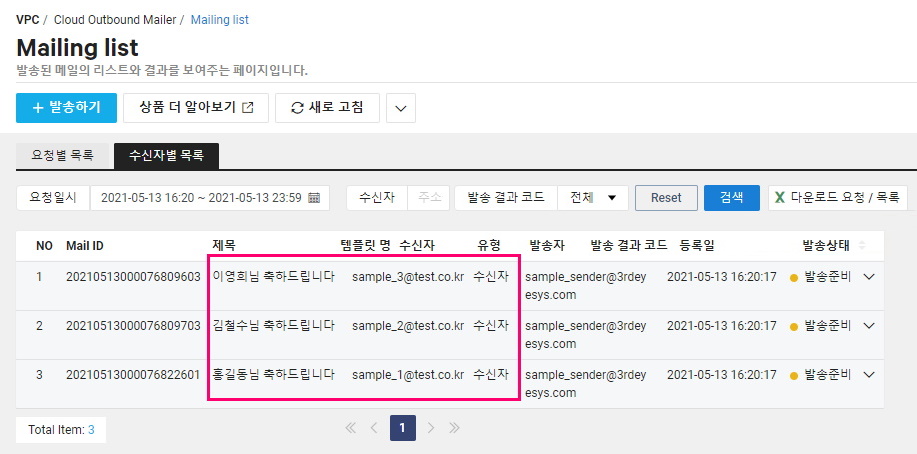 VPC / Cloud Outbound Mailer / Mailing list
Mailing list
발송된 메일의 리스트와 결과를 보여주는 페이지입니다.
+ 발송하기 상품 더 알아보기 새로 고침
요청별 목록 수신자별 목록
요청일시 2021-05-13 16:20 ~ 2021-05-13 23:59 수신자 주소 발송 결과 코드 전체 Reset 검색 X 다운로드 요청 / 목록
NO Mail ID 제목 템플릿 명 수신자 유형 발송자 발송 결과 코드 등록일 발송상태
1 20210513000076809603 이영희님 축하드립니다 sample_3@test.co.kr 수신자 sample_sender@3rdey 2021-05-13 16:20:17 발송준비
esys.com
2 20210513000076809703 김철수님 축하드립니다 sample_2@test.co.kr 수신자 sample_sender@3rdey 2021-05-13 16:20:17 발송준비
esys.com
3 20210513000076822601 홍길동님 축하드립니다 sample_1@test.co.kr 수신자 sample_sender@3rdey 2021-05-13 16:20:17 발송준비
esys.com
Total Item: 3 1